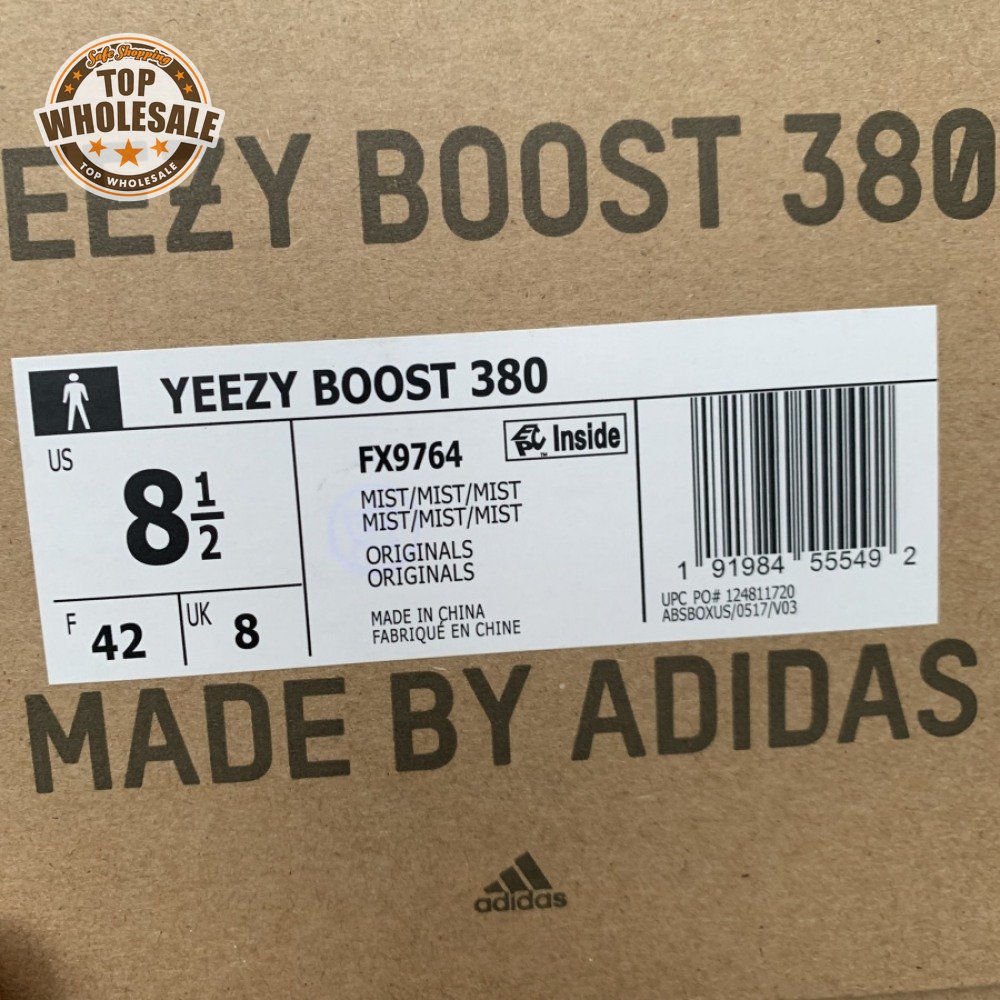 Safe Shopping
TOP
WHOLESALE
TOP WHOLESALE
EEZY BOOST 380
YEEZY BOOST 380
US
8 1/2
F 42
UK 8
FX9764
EPC Inside
TM
MIST/MIST/MIST
MIST/MIST/MIST
ORIGINALS
ORIGINALS
MADE IN CHINA
FABRIQUÉ EN CHINE
1 91984 55549 2
UPC PO# 124811720
ABSBOXUS/0517/V03
MADE BY ADIDAS
adidas